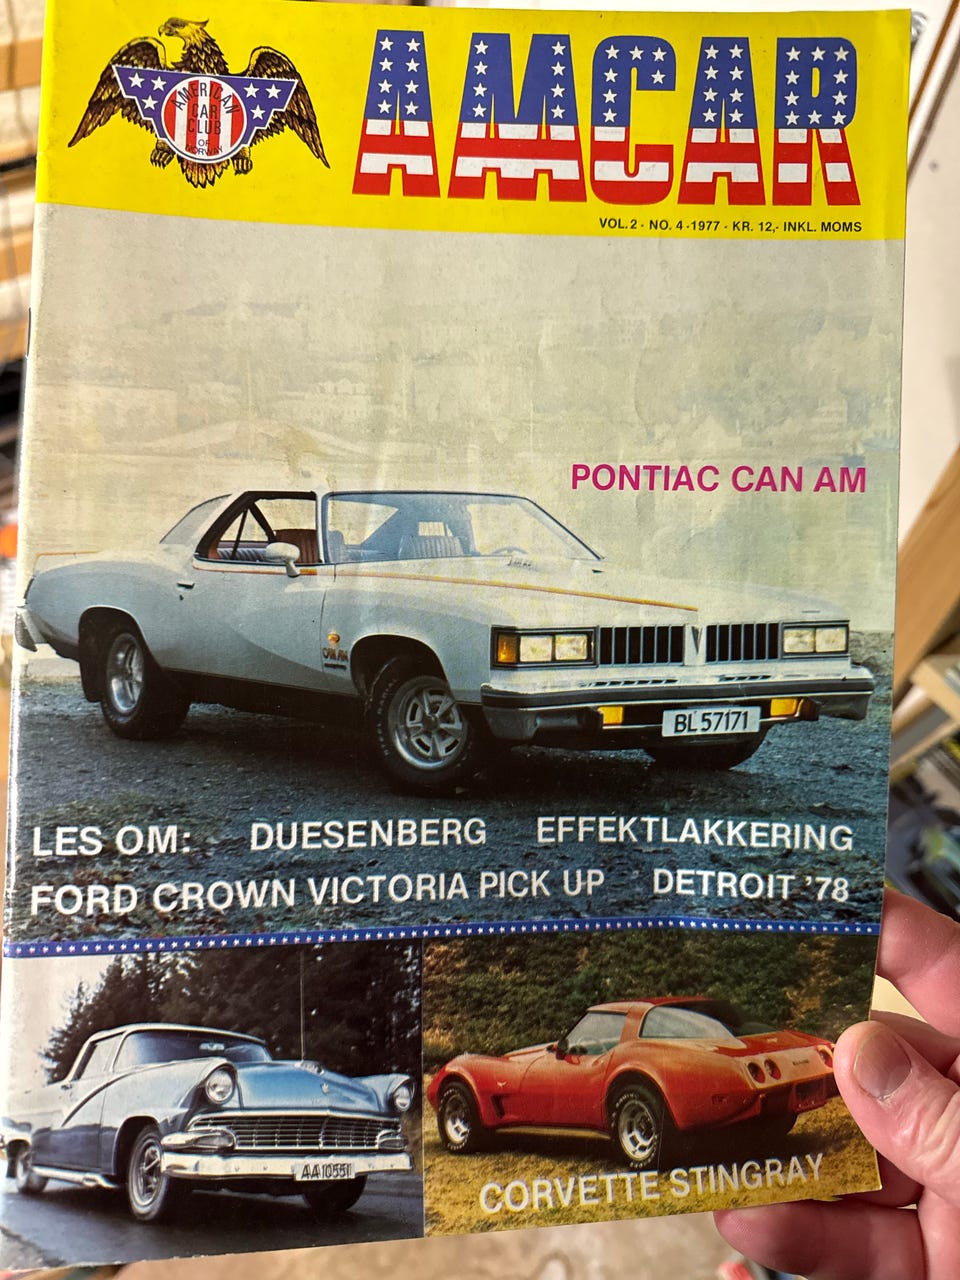 AMERICAN
CAR
CLUB
OF
NORWAY
AMCAR
VOL. 2 - NO. 4 - 1977 - KR. 12,- INKL. MOMS
PONTIAC CAN AM
CAN AM
BL 57171
LES OM: DUESENBERG EFFEKTLAKKERING
FORD CROWN VICTORIA PICK UP DETROIT '78
AA 10551
CORVETTE STINGRAY